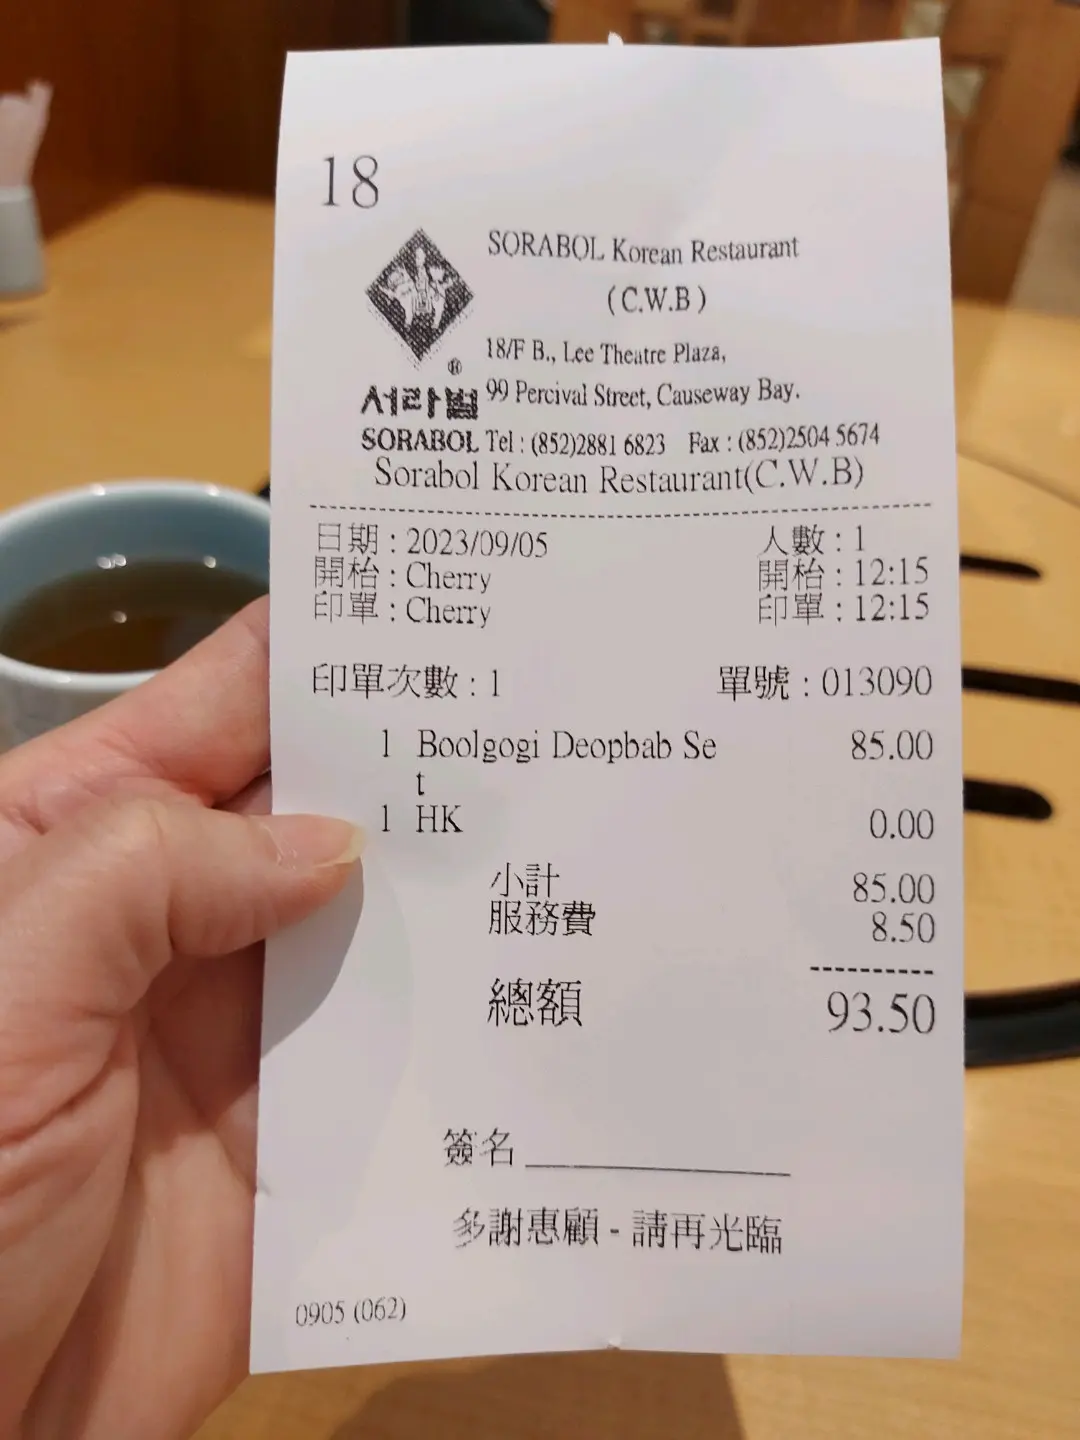 18
SORABOL Korean Restaurant
(C.W.B)
18/F B., Lee Theatre Plaza,
99 Percival Street, Causeway Bay.
서라벌
®
SORABOL Tel : (852)2881 6823 Fax : (852)2504 5674
Sorabol Korean Restaurant(C.W.B)
日期 : 2023/09/05 人數 : 1
開枱 : Cherry 開枱 : 12:15
印單 : Cherry 印單 : 12:15
印單次數 : 1 單號 : 013090
1 Boolgogi Deopbab Se 85.00
t
1 HK 0.00
小計 85.00
服務費 8.50
總額 93.50
簽名
多謝惠顧 - 請再光臨
0905 (062)